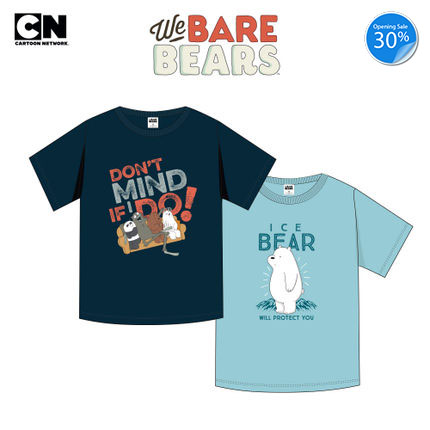 CN
CARTOON NETWORK.
We BARE
BEARS
Opening Sale
30%
DON'T
MIND
IF I DO!
ICE
BEAR
WILL PROTECT YOU